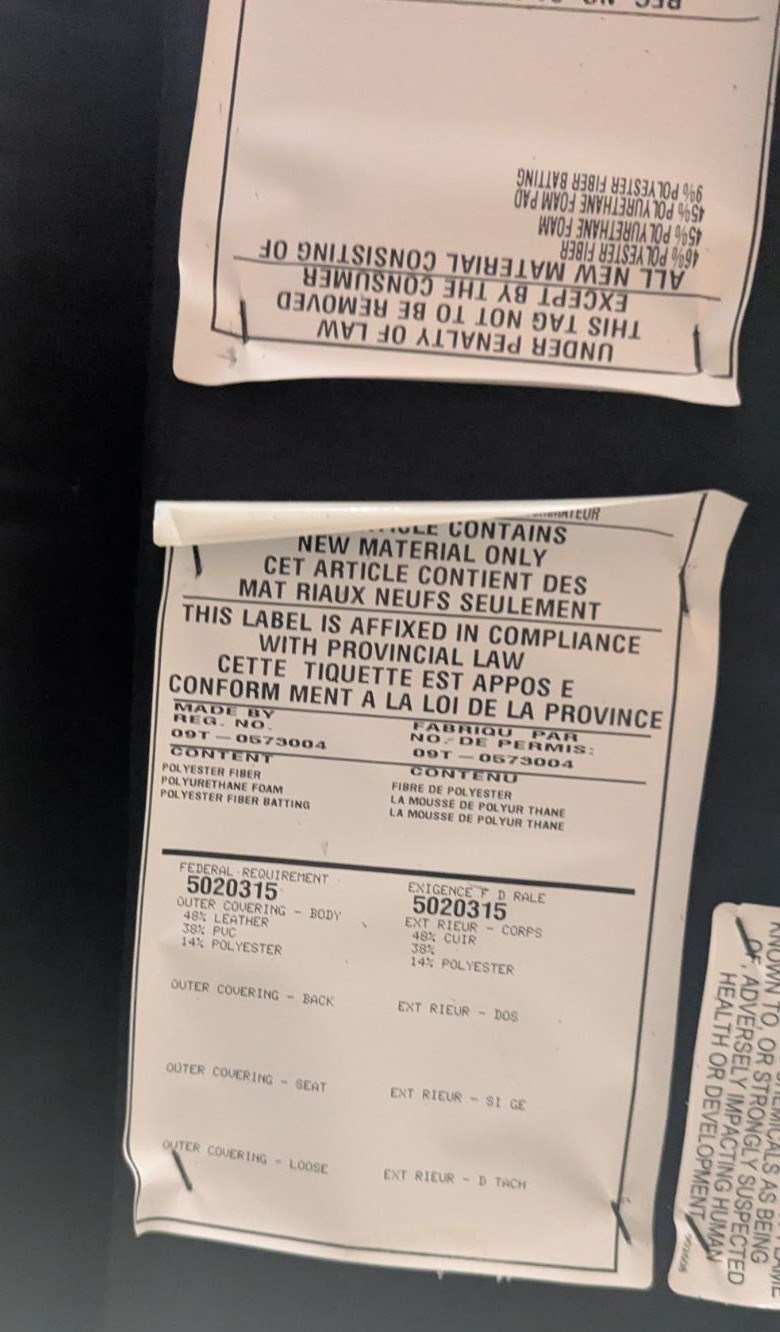 UNDER PENALTY OF LAW
THIS TAG NOT TO BE REMOVED
EXCEPT BY THE CONSUMER
ALL NEW MATERIAL CONSISTING OF
46% POLYESTER FIBER
45% POLYURETHANE FOAM
45% POLYURETHANE FOAM PAD
9% POLYESTER FIBER BATTING
REG. NO.
CONTAINS
NEW MATERIAL ONLY
CET ARTICLE CONTIENT DES
MAT RIAUX NEUFS SEULEMENT
THIS LABEL IS AFFIXED IN COMPLIANCE
WITH PROVINCIAL LAW
CETTE TIQUETTE EST APPOS E
CONFORM MENT A LA LOI DE LA PROVINCE
MADE BY
REG. NO.
09T - 0573004
FABRIQU PAR
NO. DE PERMIS:
09T - 0573004
CONTENT
POLYESTER FIBER
POLYURETHANE FOAM
POLYESTER FIBER BATTING
CONTENU
FIBRE DE POLYESTER
LA MOUSSE DE POLYUR THANE
LA MOUSSE DE POLYUR THANE
FEDERAL REQUIREMENT
5020315
OUTER COVERING - BODY
48% LEATHER
38% PVC
14% POLYESTER
EXIGENCE F D RALE
5020315
EXT RIEUR - CORPS
48% CUIR
38%
14% POLYESTER
OUTER COVERING - BACK
EXT RIEUR - DOS
OUTER COVERING - SEAT
EXT RIEUR - SI GE
OUTER COVERING - LOOSE
EXT RIEUR - D TACH
AS BEING
KNOWN TO, OR STRONGLY SUSPECTED
OF, ADVERSELY IMPACTING HUMAN
HEALTH OR DEVELOPMENT